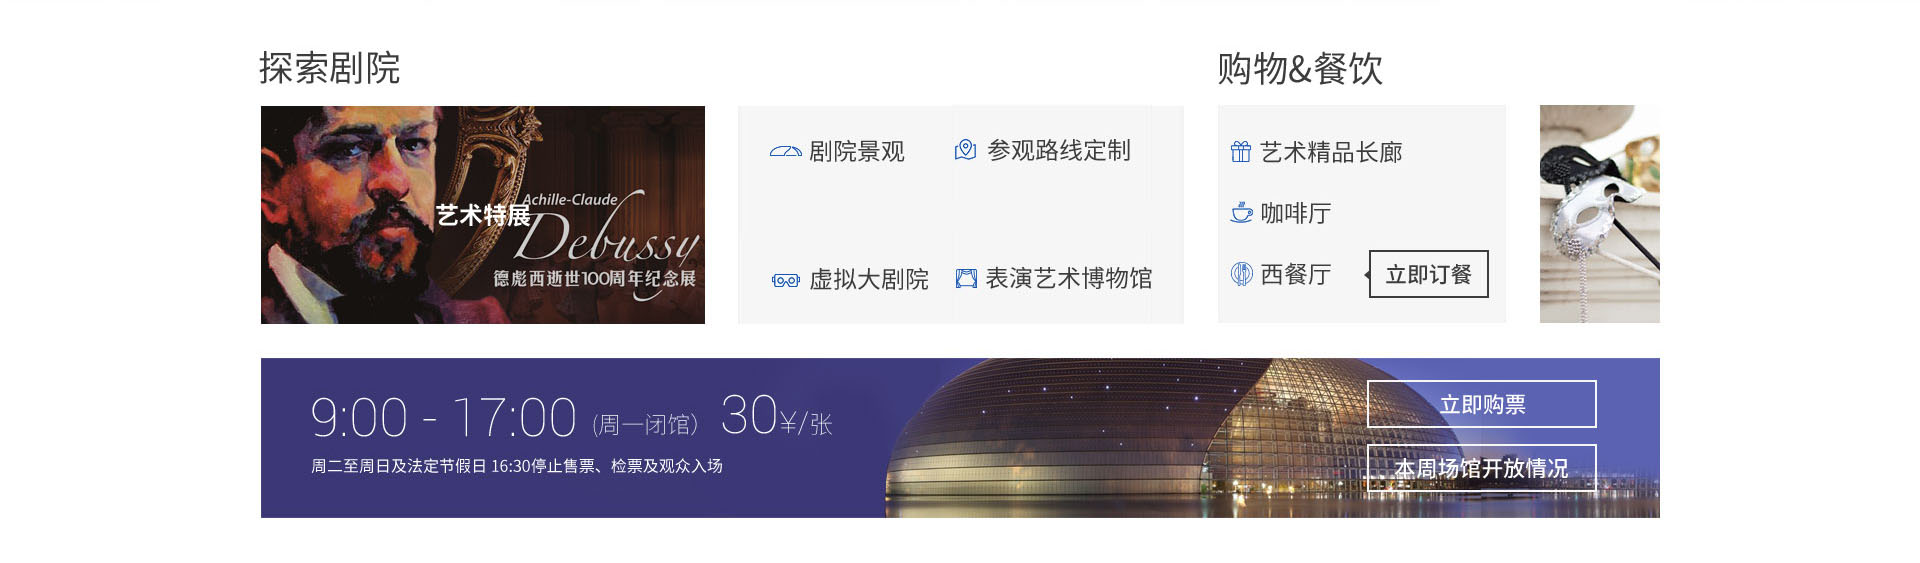 探索剧院
购物&餐饮
Achille-Claude
艺术特展
Debussy
德彪西逝世100周年纪念展
剧院景观
参观路线定制
虚拟大剧院
表演艺术博物馆
艺术精品长廊
咖啡厅
西餐厅
立即订餐
9:00 - 17:00 (周一闭馆) 30¥/张
周二至周日及法定节假日 16:30停止售票、检票及观众入场
立即购票
本周场馆开放情况